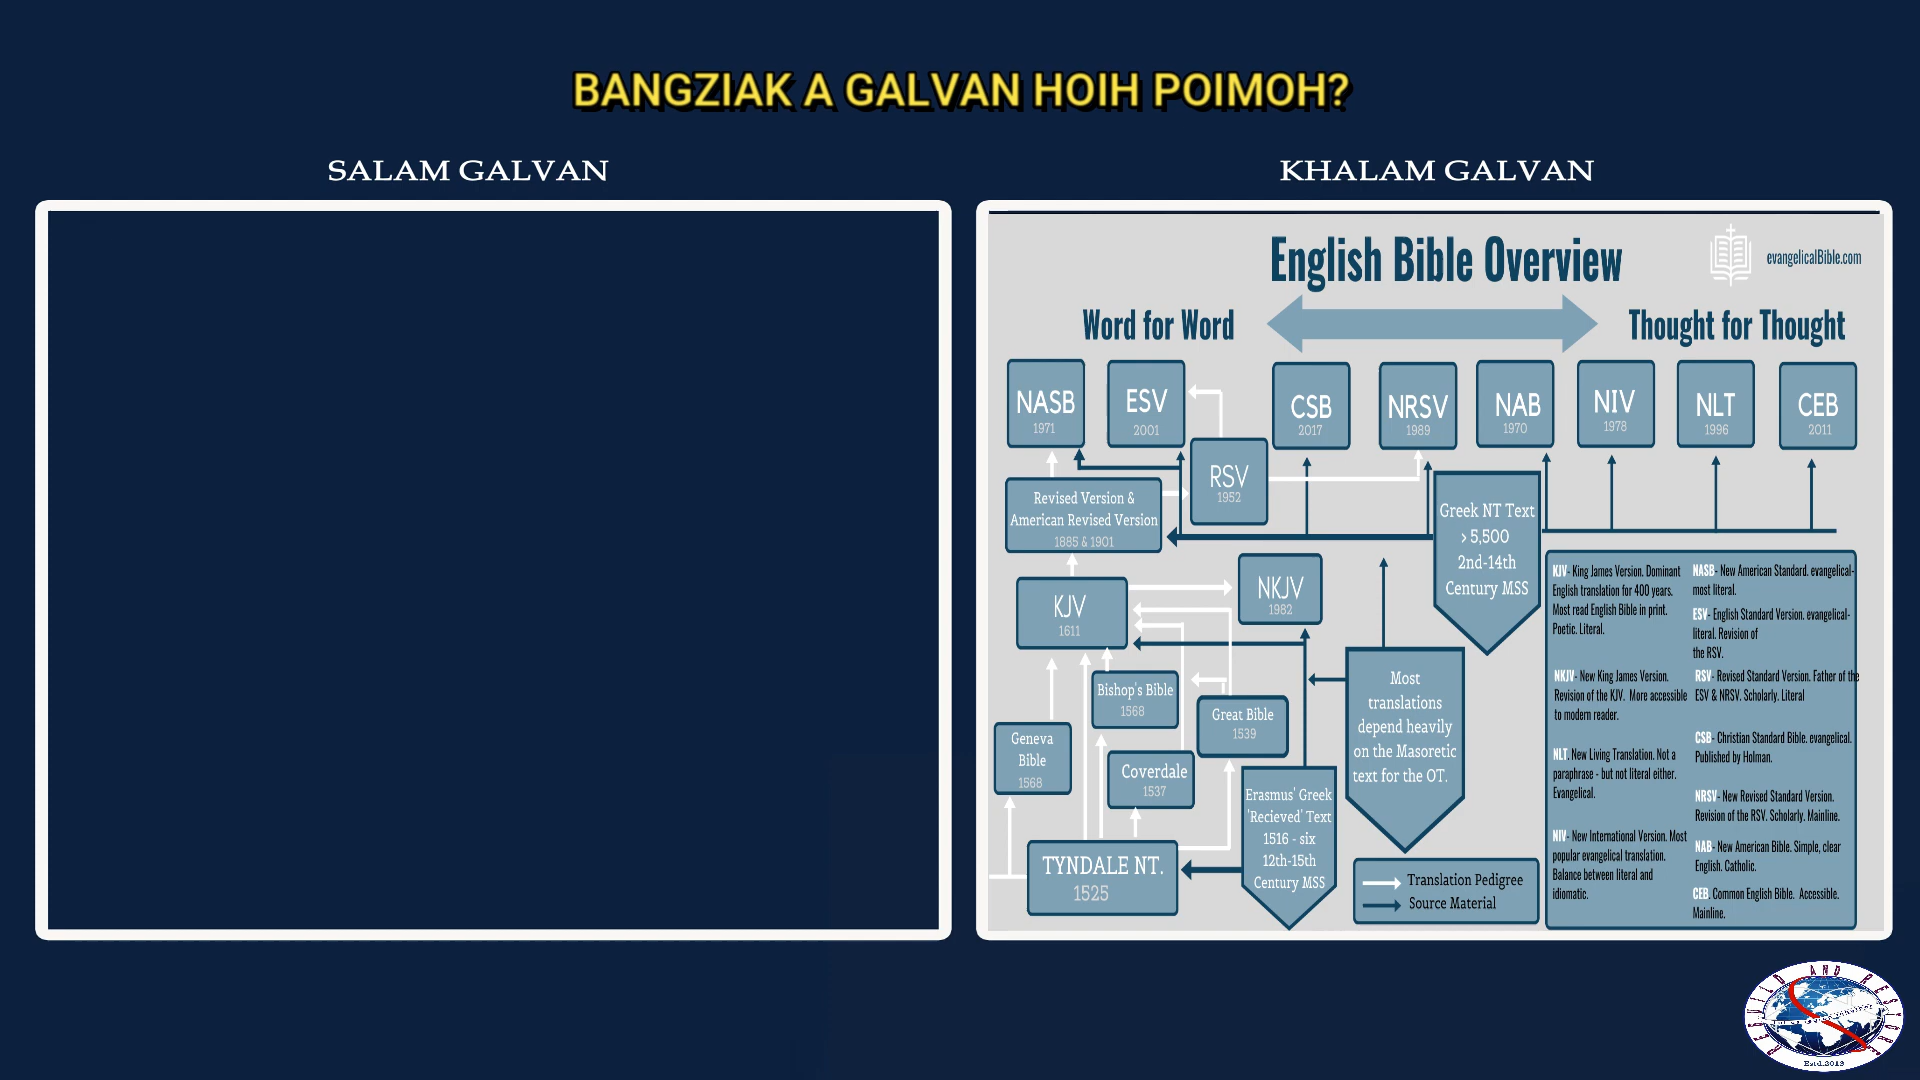 BANGZIAK A GALVAN HOIH POIMOH?
SALAM GALVAN
KHALAM GALVAN
English Bible Overview
evangelicalBible.com
Word for Word
Thought for Thought
NASB
1971
ESV
2001
CSB
2017
NRSV
1989
NAB
1970
NIV
1978
NLT
1996
CEB
2011
RSV
1952
Revised Version &
American Revised Version
1885 & 1901
Greek NT Text
> 5,500
2nd-14th
Century MSS
KJV
1611
NKJV
1982
Bishop's Bible
1568
Great Bible
1539
Geneva
Bible
1568
Coverdale
1537
TYNDALE NT.
1525
Erasmus' Greek
'Recieved' Text
1516 - six
12th-15th
Century MSS
Most
translations
depend heavily
on the Masoretic
text for the OT.
Translation Pedigree
Source Material
KJV- King James Version. Dominant
English translation for 400 years.
Most read English Bible in print.
Poetic. Literal.
NKJV- New King James Version.
Revision of the KJV. More accessible
to modern reader.
NLT. New Living Translation. Not a
paraphrase - but not literal either.
Evangelical.
NIV- New International Version. Most
popular evangelical translation.
Balance between literal and
idiomatic.
NASB- New American Standard. evangelical-
most literal.
ESV- English Standard Version. evangelical-
literal. Revision of
the RSV.
RSV- Revised Standard Version. Father of the
ESV & NRSV. Scholarly. Literal
CSB- Christian Standard Bible. evangelical.
Published by Holman.
NRSV- New Revised Standard Version.
Revision of the RSV. Scholarly. Mainline.
NAB- New American Bible. Simple, clear
English. Catholic.
CEB. Common English Bible. Accessible.
Mainline.
Estd.2013